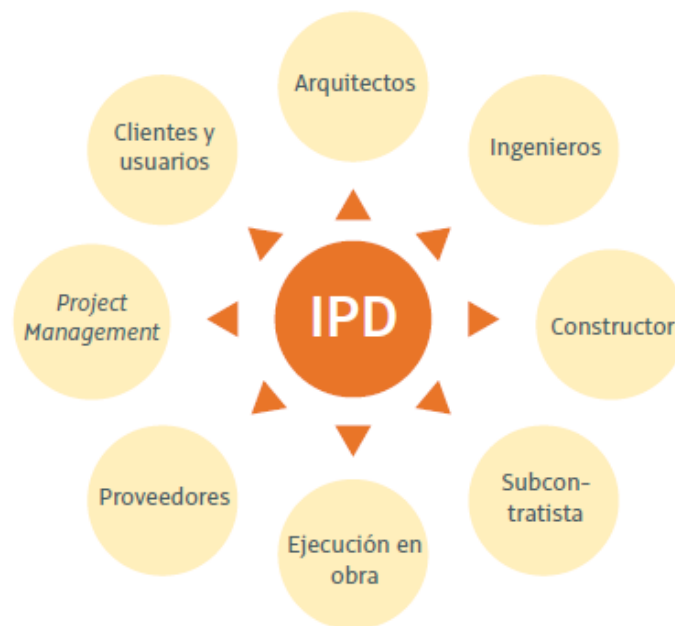 Arquitectos
Clientes y
usuarios
Ingenieros
Project
Management
IPD
Constructor
Proveedores
Subcon-
tratista
Ejecución en
obra